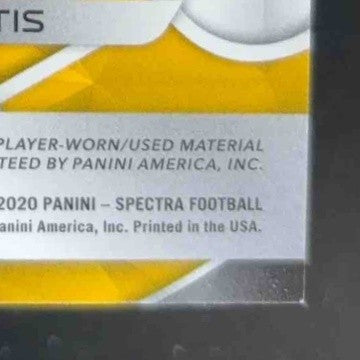 TIS
PLAYER-WORN/USED MATERIAL
TEED BY PANINI AMERICA, INC.
2020 PANINI – SPECTRA FOOTBALL
anini America, Inc. Printed in the USA.